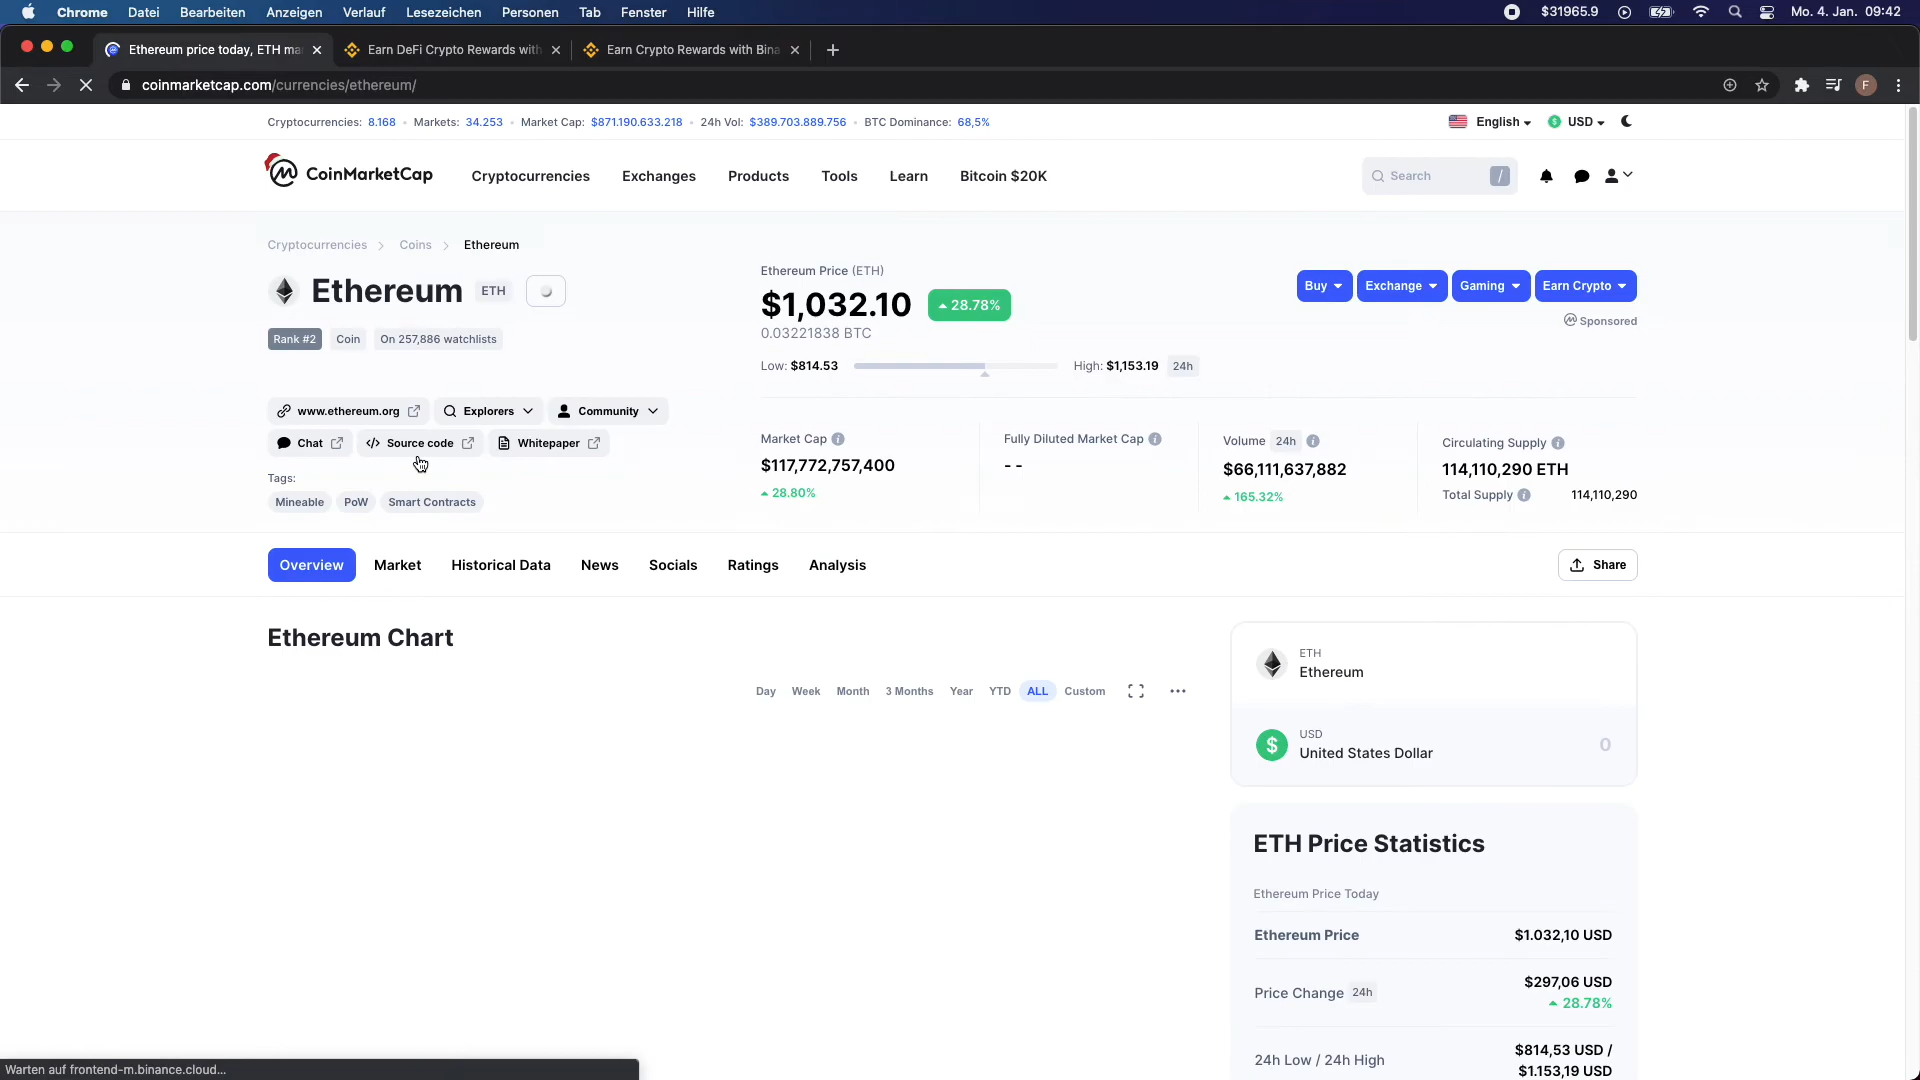 Chrome Datei Bearbeiten Anzeigen Verlauf Lesezeichen Personen Tab Fenster Hilfe $31965.9 Mo. 4. Jan. 09:42
Ethereum price today, ETH ma Earn DeFi Crypto Rewards with Earn Crypto Rewards with Bina
coinmarketcap.com/currencies/ethereum/ F
Cryptocurrencies: 8.168 Markets: 34.253 Market Cap: $871.190.633.218 24h Vol: $389.703.889.756 BTC Dominance: 68,5% English USD
CoinMarketCap Cryptocurrencies Exchanges Products Tools Learn Bitcoin $20K Search /
Cryptocurrencies > Coins > Ethereum
Ethereum ETH
Rank #2 Coin On 257,886 watchlists
www.ethereum.org Explorers Community
Chat Source code Whitepaper
Tags:
Mineable PoW Smart Contracts
Ethereum Price (ETH)
$1,032.10 28.78%
0.03221838 BTC
Low: $814.53 High: $1,153.19 24h
Buy Exchange Gaming Earn Crypto
Sponsored
Market Cap
$117,772,757,400
28.80%
Fully Diluted Market Cap
- -
Volume 24h
$66,111,637,882
165.32%
Circulating Supply
114,110,290 ETH
Total Supply 114,110,290
Overview Market Historical Data News Socials Ratings Analysis Share
Ethereum Chart
Day Week Month 3 Months Year YTD ALL Custom
ETH
Ethereum
USD
United States Dollar 0
ETH Price Statistics
Ethereum Price Today
Ethereum Price $1.032,10 USD
Price Change 24h $297,06 USD
28.78%
24h Low / 24h High $814,53 USD /
$1.153,19 USD
Warten auf frontend-m.binance.cloud...